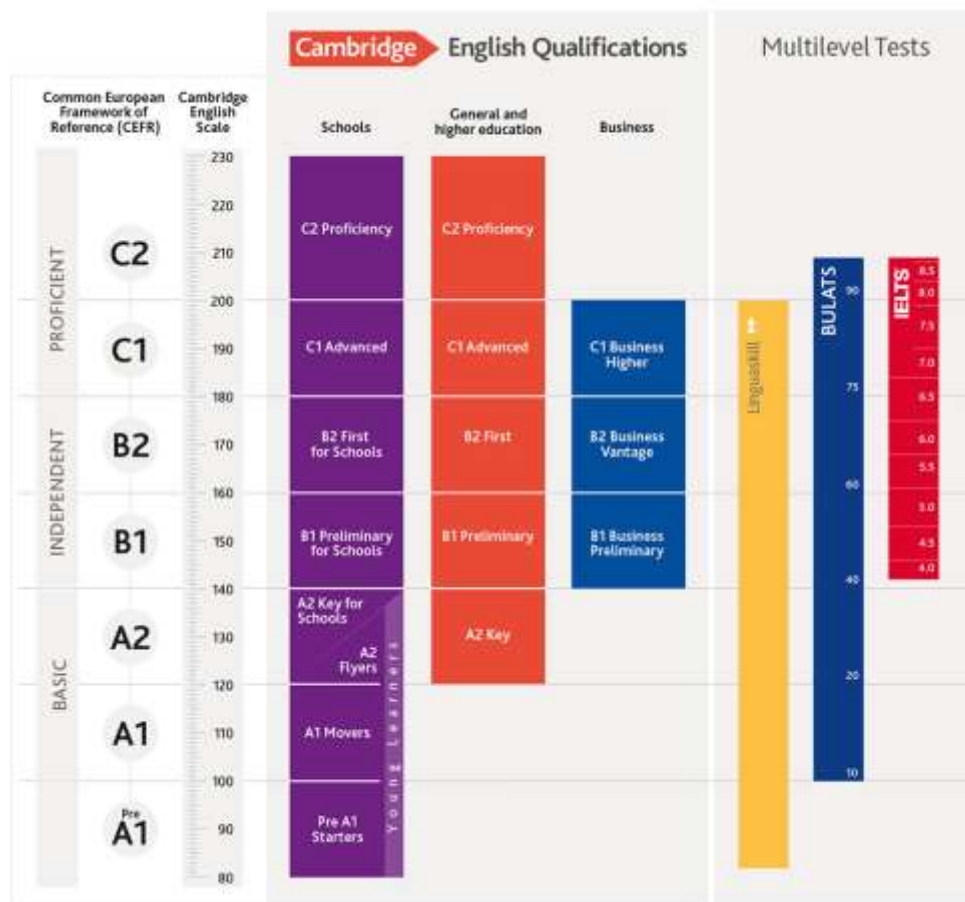 Cambridge English Qualifications
Multilevel Tests
Common European
Framework of
Reference (CEFR)
Cambridge
English
Scale
Schools
General and
higher education
Business
PROFICIENT
INDEPENDENT
BASIC
C2
C1
B2
B1
A2
A1
Pre
A1
230
220
210
200
190
180
170
160
150
140
130
120
110
100
90
80
C2 Proficiency
C1 Advanced
B2 First
for Schools
B1 Preliminary
for Schools
A2 Key for
Schools
A2
Flyers
A1 Movers
Pre A1
Starters
Young Learners
C2 Proficiency
C1 Advanced
B2 First
B1 Preliminary
A2 Key
C1 Business
Higher
B2 Business
Vantage
B1 Business
Preliminary
Linguaskill
BULATS
90
75
60
40
20
10
IELTS
8.5
8.0
7.5
7.0
6.5
6.0
5.5
5.0
4.5
4.0